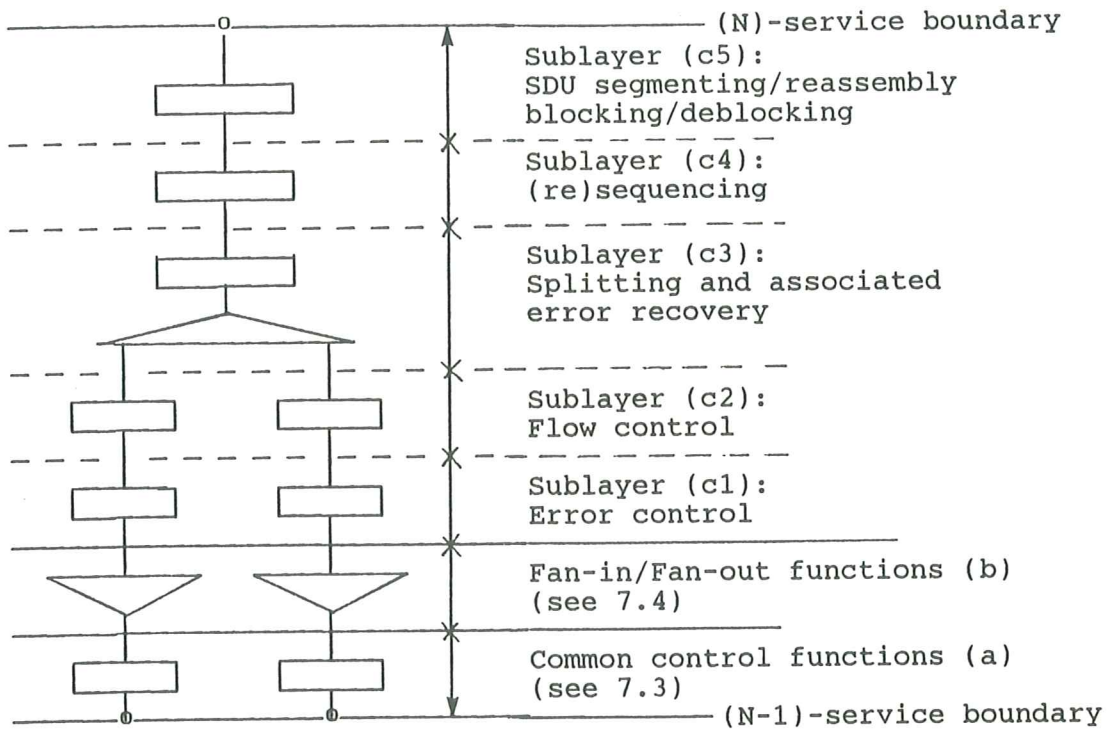 (N)-service boundary
Sublayer (c5):
SDU segmenting/reassembly
blocking/deblocking
Sublayer (c4):
(re)sequencing
Sublayer (c3):
Splitting and associated
error recovery
Sublayer (c2):
Flow control
Sublayer (c1):
Error control
Fan-in/Fan-out functions (b)
(see 7.4)
Common control functions (a)
(see 7.3)
(N-1)-service boundary